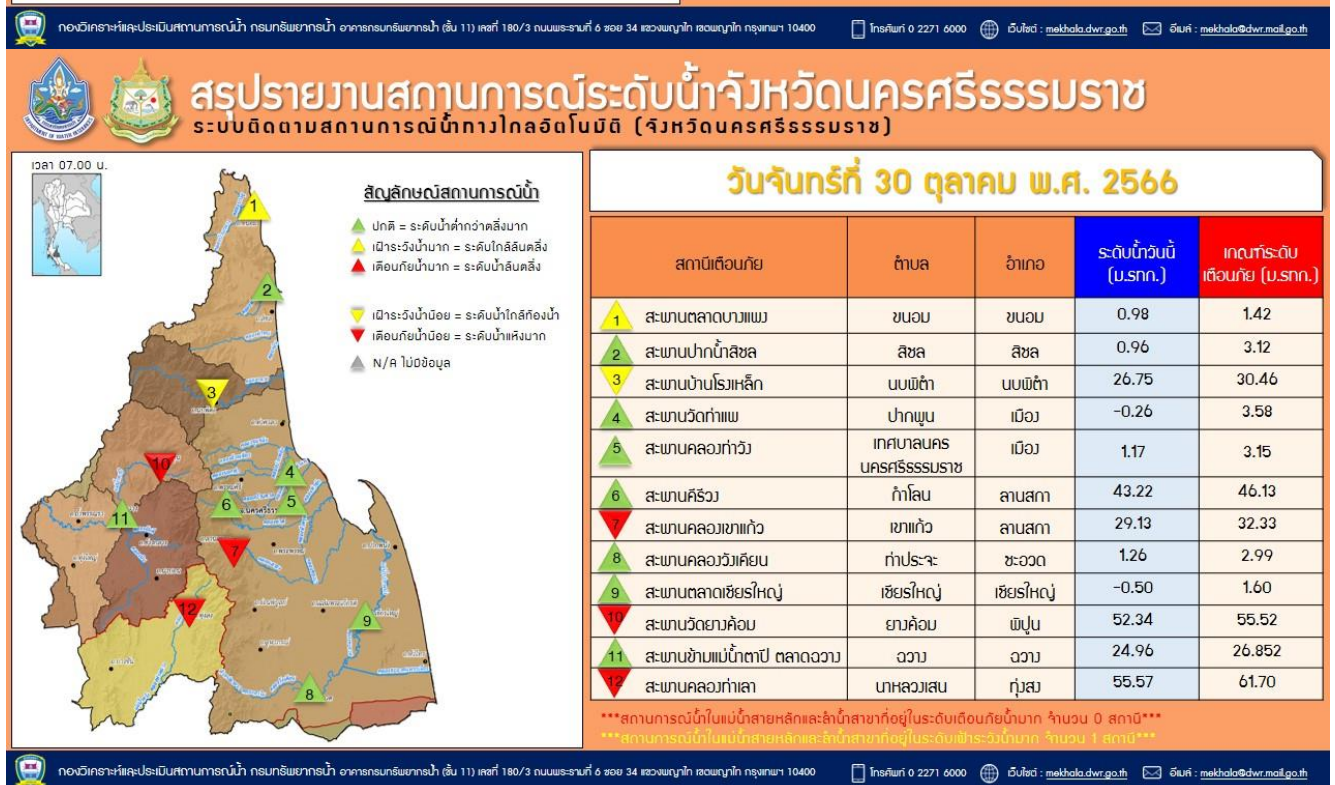 กองวิเคราะห์และประเมินสถานการณ์น้ำ กรมทรัพยากรน้ำ อาคารกรมทรัพยากรน้ำ (ชั้น 11) เลขที่ 180/3 ถนนพระรามที่ 6 ซอย 34 แขวงพญาไท เขตพญาไท กรุงเทพฯ 10400 โทรศัพท์ 0 2271 6000 เว็บไซต์ : mekhala.dwr.go.th อีเมล์ : mekhala@dwr.mail.go.th
สรุปรายงานสถานการณ์ระดับน้ำจังหวัดนครศรีธรรมราช
ระบบติดตามสถานการณ์น้ำทางไกลอัตโนมัติ (จังหวัดนครศรีธรรมราช)
เวลา 07.00 น.
สัญลักษณ์สถานการณ์น้ำ
ปกติ = ระดับน้ำต่ำกว่าตลิ่งมาก
เฝ้าระวังน้ำมาก = ระดับใกล้ล้นตลิ่ง
เตือนภัยน้ำมาก = ระดับน้ำล้นตลิ่ง
เฝ้าระวังน้ำน้อย = ระดับน้ำใกล้ท้องน้ำ
เตือนภัยน้ำน้อย = ระดับน้ำแห้งมาก
N/A ไม่มีข้อมูล
1
2
3
10
4
11
6
5
7
12
9
8
วันจันทร์ที่ 30 ตุลาคม พ.ศ. 2566
สถานีเตือนภัย ตำบล อำเภอ ระดับน้ำวันนี้ (ม.รทก.) เกณฑ์ระดับเตือนภัย (ม.รทก.)
1 สะพานตลาดบางแพง ขนอม ขนอม 0.98 1.42
2 สะพานปากน้ำสิชล สิชล สิชล 0.96 3.12
3 สะพานบ้านโรงเหล็ก นบพิตำ นบพิตำ 26.75 30.46
4 สะพานวัดท่าแพ ปากพูน เมือง -0.26 3.58
5 สะพานคลองท่าวัง เทศบาลนครนครศรีธรรมราช เมือง 1.17 3.15
6 สะพานคีรีวง กำโลน ลานสกา 43.22 46.13
7 สะพานคลองเขาแก้ว เขาแก้ว ลานสกา 29.13 32.33
8 สะพานคลองวังเคียน ท่าประจะ ชะอวด 1.26 2.99
9 สะพานตลาดเชียรใหญ่ เชียรใหญ่ เชียรใหญ่ -0.50 1.60
10 สะพานวัดยางค้อม ยางค้อม พิปูน 52.34 55.52
11 สะพานข้ามแม่น้ำตาปี ตลาดฉวาง ฉวาง ฉวาง 24.96 26.852
12 สะพานคลองท่าเลา นาหลวงเสน ทุ่งสง 55.57 61.70
***สถานการณ์น้ำในแม่น้ำสายหลักและลำน้ำสาขาที่อยู่ในระดับเตือนภัยน้ำมาก จำนวน 0 สถานี***
***สถานการณ์น้ำในแม่น้ำสายหลักและลำน้ำสาขาที่อยู่ในระดับเฝ้าระวังน้ำมาก จำนวน 1 สถานี***
กองวิเคราะห์และประเมินสถานการณ์น้ำ กรมทรัพยากรน้ำ อาคารกรมทรัพยากรน้ำ (ชั้น 11) เลขที่ 180/3 ถนนพระรามที่ 6 ซอย 34 แขวงพญาไท เขตพญาไท กรุงเทพฯ 10400 โทรศัพท์ 0 2271 6000 เว็บไซต์ : mekhala.dwr.go.th อีเมล์ : mekhala@dwr.mail.go.th